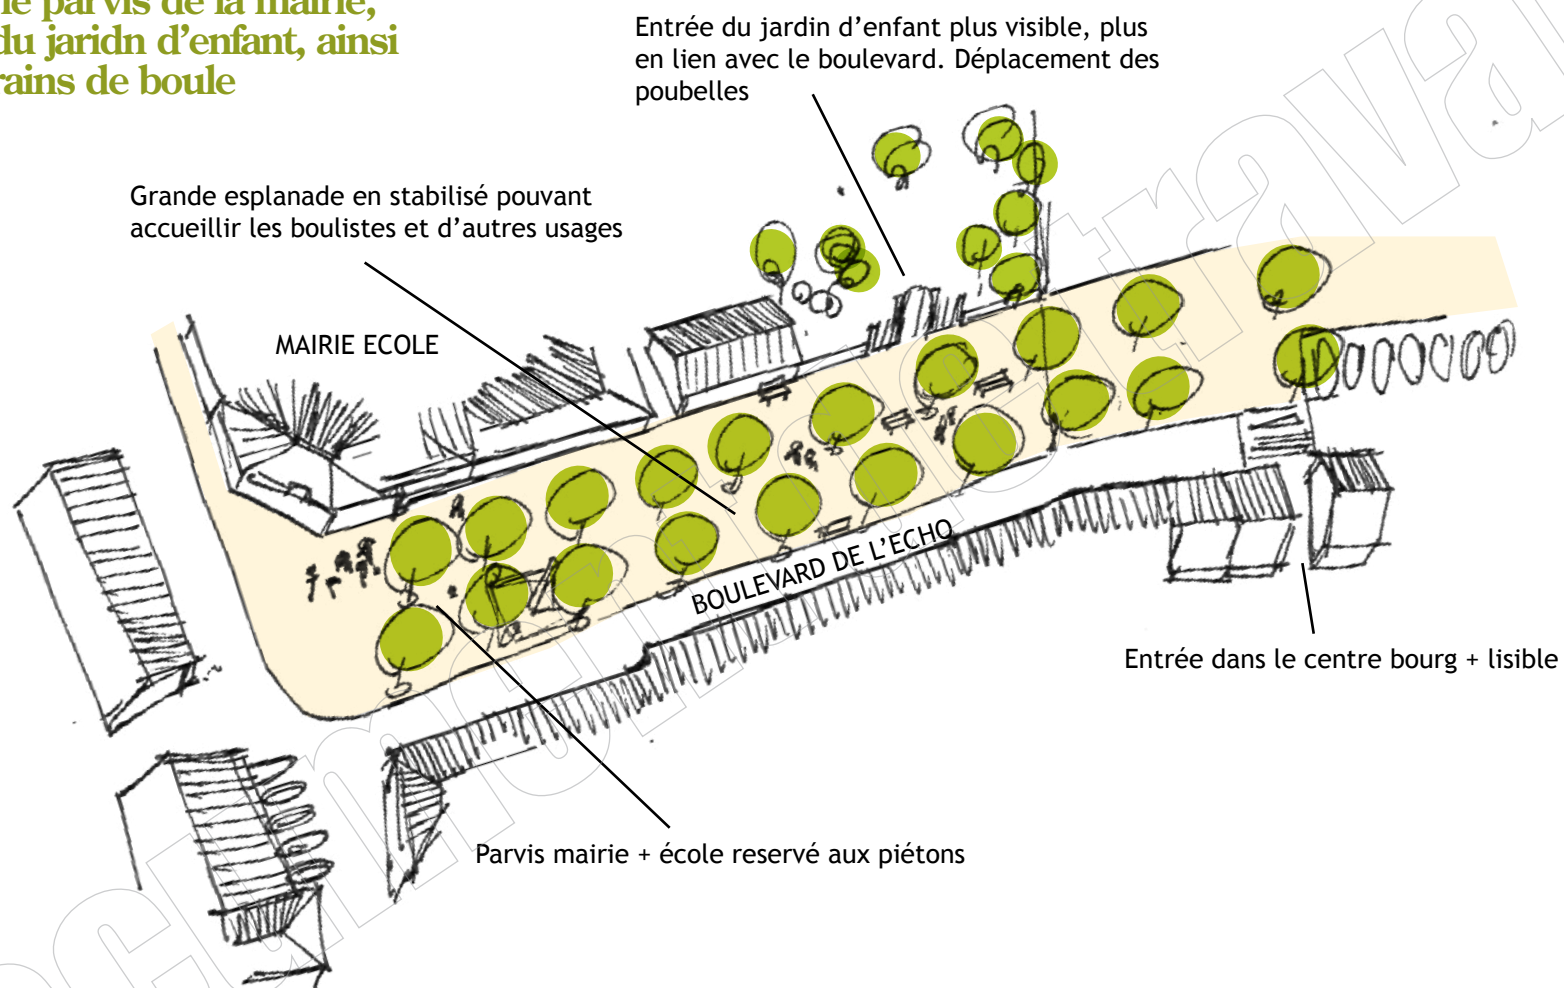 le parvis de la mairie,
du jaridn d'enfant, ainsi
rains de boule
Entrée du jardin d'enfant plus visible, plus
en lien avec le boulevard. Déplacement des
poubelles
Grande esplanade en stabilisé pouvant
accueillir les boulistes et d'autres usages
MAIRIE ECOLE
BOULEVARD DE L'ECHO
Entrée dans le centre bourg + lisible
Parvis mairie + école reservé aux piétons